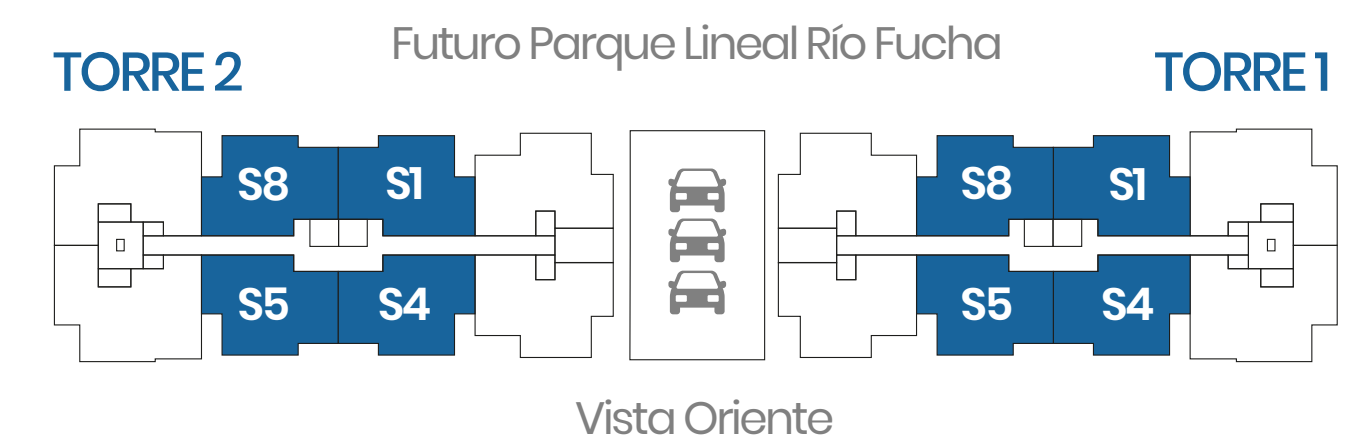 Futuro Parque Lineal Río Fucha
TORRE 2
TORRE 1
S8 S1
S8 S1
S5 S4
S5 S4
Vista Oriente